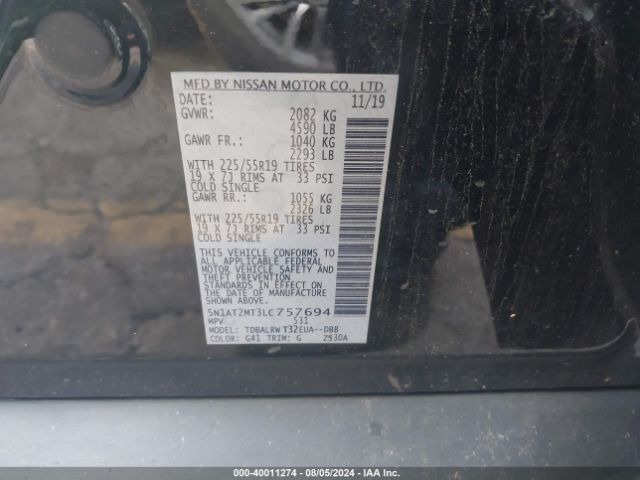 MFD BY NISSAN MOTOR CO., LTD.
DATE: 11/19
GVWR: 2082 KG
4590 LB
GAWR FR.: 1040 KG
2293 LB
WITH 225/55R19 TIRES
19 X 7J RIMS AT 33 PSI
COLD SINGLE
GAWR RR.: 1055 KG
2326 LB
WITH 225/55R19 TIRES
19 X 7J RIMS AT 33 PSI
COLD SINGLE
THIS VEHICLE CONFORMS TO
ALL APPLICABLE FEDERAL
MOTOR VEHICLE SAFETY AND
THEFT PREVENTION
STANDARDS IN EFFECT ON
THE DATE OF MANUFACTURE
SHOWN ABOVE.
5N1AT2MT3LC757694
MPV 531
MODEL: TDBALRWT32EUA--DBB
COLOR: G41 TRIM: G 2530A
000-40011274 - 08/05/2024 - IAA Inc.